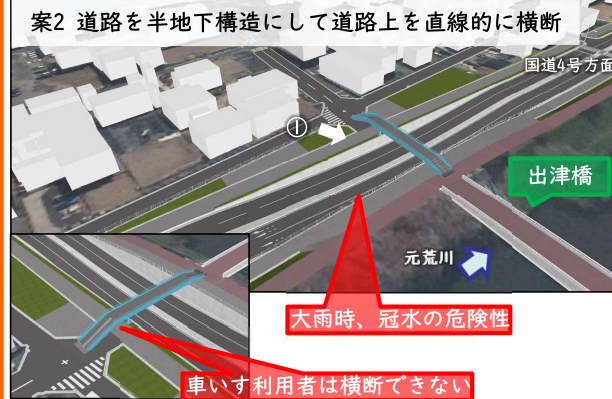 案2 道路を半地下構造にして道路上を直線的に横断
国道4号方面
①
出津橋
元荒川
大雨時、冠水の危険性
車いす利用者は横断できない